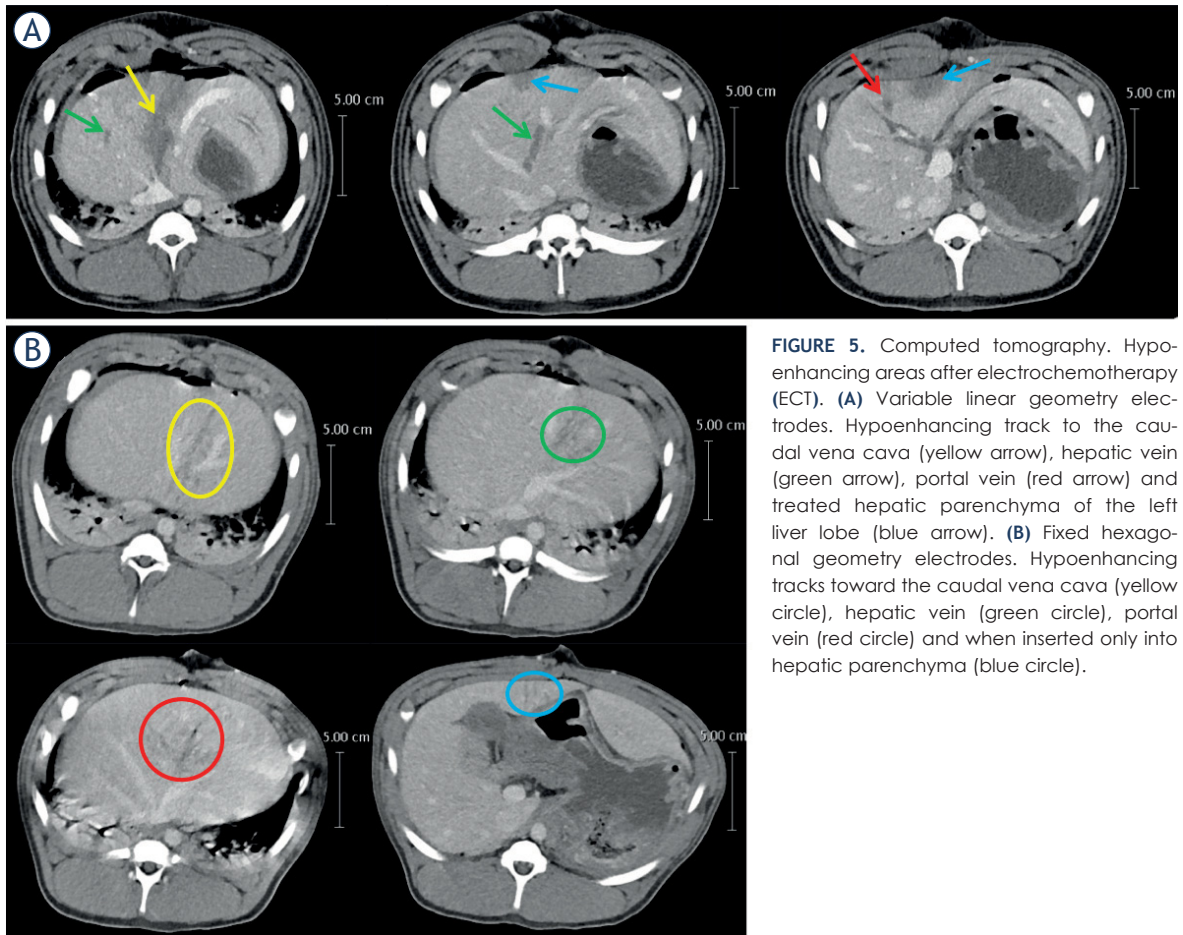 A
5.00 cm
5.00 cm
5.00 cm
B
5.00 cm
5.00 cm
5.00 cm
5.00 cm
FIGURE 5. Computed tomography. Hypo-
enhancing areas after electrochemotherapy
(ECT). (A) Variable linear geometry elec-
trodes. Hypoenhancing track to the cau-
dal vena cava (yellow arrow), hepatic vein
(green arrow), portal vein (red arrow) and
treated hepatic parenchyma of the left
liver lobe (blue arrow). (B) Fixed hexago-
nal geometry electrodes. Hypoenhancing
tracks toward the caudal vena cava (yellow
circle), hepatic vein (green circle), portal
vein (red circle) and when inserted only into
hepatic parenchyma (blue circle).